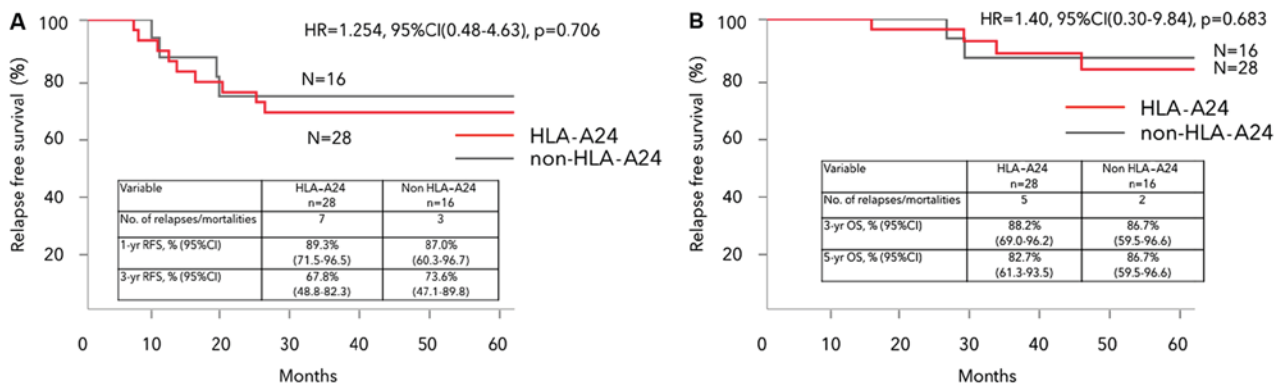 A
HR=1.254, 95%CI(0.48-4.63), p=0.706
Relapse free survival (%)
100
80
60
40
20
N=16
N=28
HLA-A24
non-HLA-A24
Variable HLA-A24 Non HLA-A24
n=28 n=16
No. of relapses/mortalities 7 3
1-yr RFS, % (95%CI) 89.3% 87.0%
(71.5-96.5) (60.3-96.7)
3-yr RFS, % (95%CI) 67.8% 73.6%
(48.8-82.3) (47.1-89.8)
0 10 20 30 40 50 60
Months
B
HR=1.40, 95%CI(0.30-9.84), p=0.683
Relapse free survival (%)
100
80
60
40
20
N=16
N=28
HLA-A24
non-HLA-A24
Variable HLA-A24 Non HLA-A24
n=28 n=16
No. of relapses/mortalities 5 2
3-yr OS, % (95%CI) 88.2% 86.7%
(69.0-96.2) (59.5-96.6)
5-yr OS, % (95%CI) 82.7% 86.7%
(61.3-93.5) (59.5-96.6)
0 10 20 30 40 50 60
Months